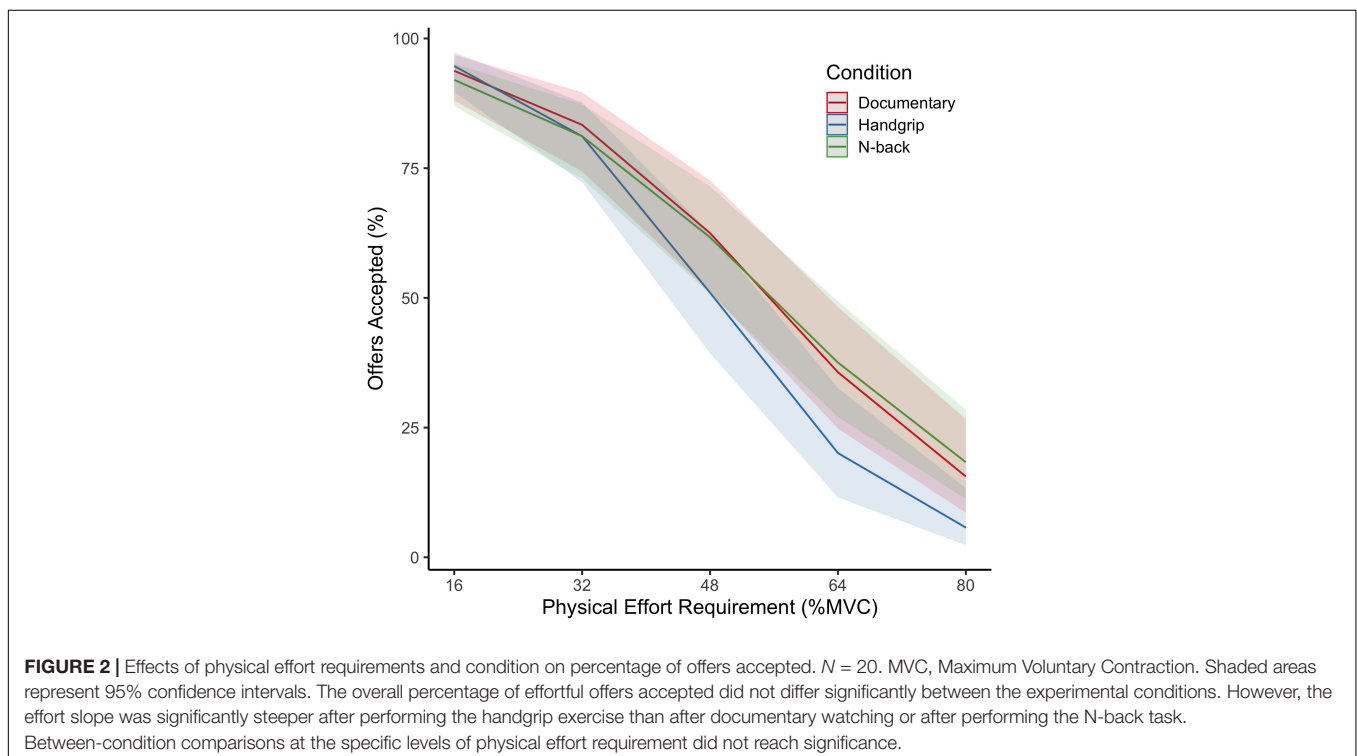 100
75
50
25
0
Offers Accepted (%)
Condition
Documentary
Handgrip
N-back
16 32 48 64 80
Physical Effort Requirement (%MVC)
FIGURE 2 | Effects of physical effort requirements and condition on percentage of offers accepted. N = 20. MVC, Maximum Voluntary Contraction. Shaded areas
represent 95% confidence intervals. The overall percentage of effortful offers accepted did not differ significantly between the experimental conditions. However, the
effort slope was significantly steeper after performing the handgrip exercise than after documentary watching or after performing the N-back task.
Between-condition comparisons at the specific levels of physical effort requirement did not reach significance.